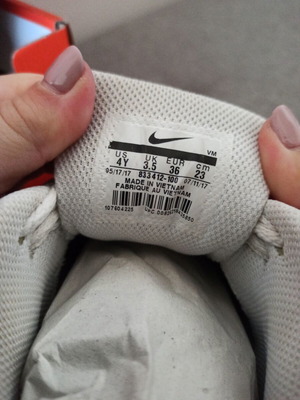 VM
US UK EUR cm
4Y 3.5 36 23
05/17/17 833412-100 07/11/17
MADE IN VIETNAM
FABRIQUE AU VIETNAM